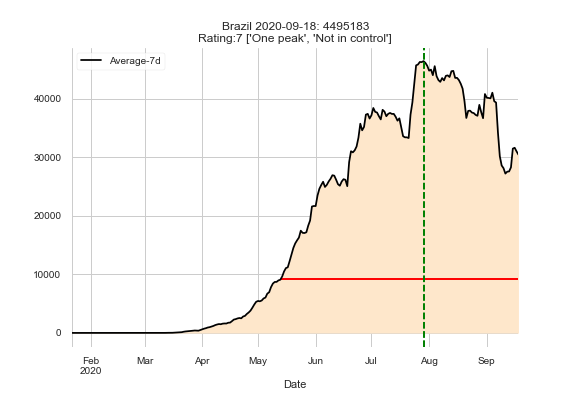 Brazil 2020-09-18: 4495183
Rating:7 ['One peak', 'Not in control']
Average-7d
40000
30000
20000
10000
0
Feb Mar Apr May Jun Jul Aug Sep
2020
Date